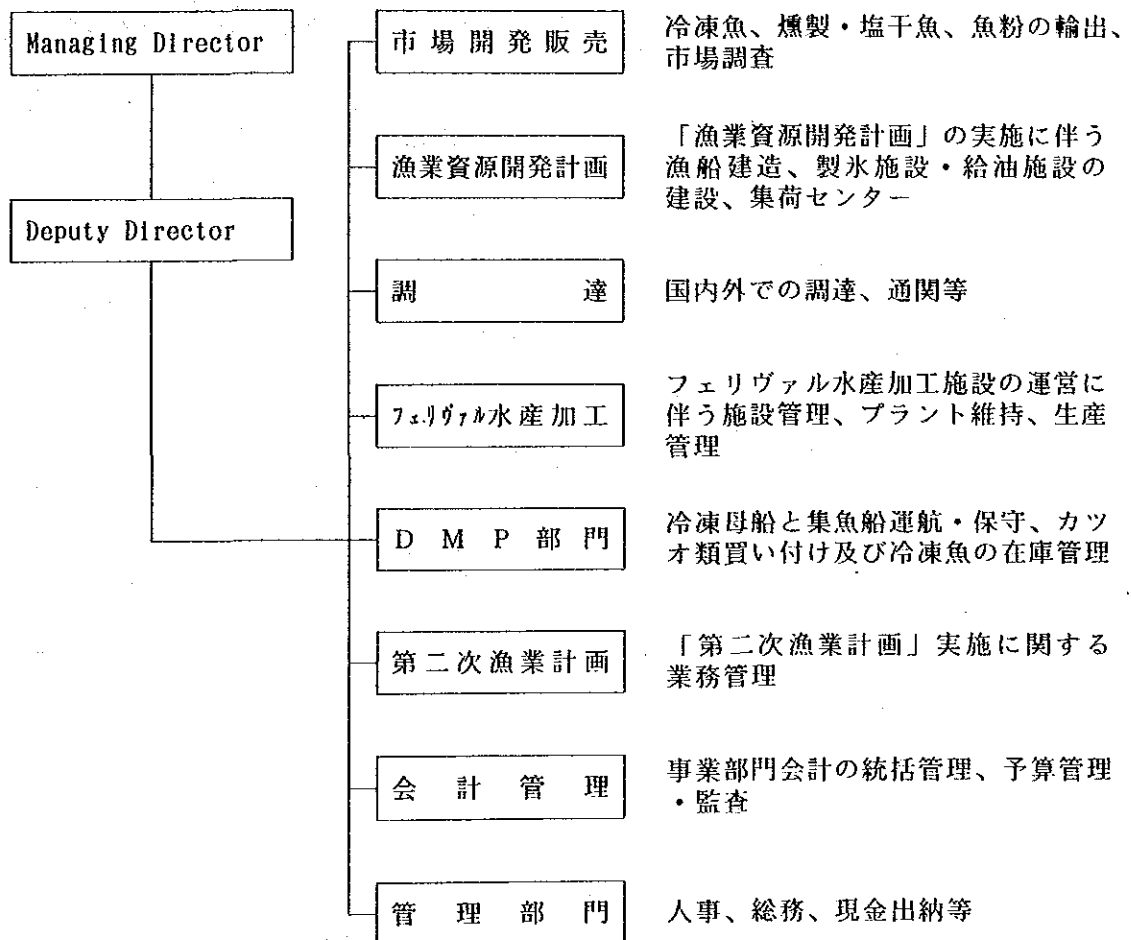 Managing Director
Deputy Director
市場開発販売
冷凍魚、燻製・塩干魚、魚粉の輸出、
市場調査
漁業資源開発計画
「漁業資源開発計画」の実施に伴う
漁船建造、製氷施設・給油施設の
建設、集荷センター
調達
国内外での調達、通関等
フェリヴァル水産加工
フェリヴァル水産加工施設の運営に
伴う施設管理、プラント維持、生産
管理
DMP部門
冷凍母船と集魚船運航・保守、カツ
オ類買い付け及び冷凍魚の在庫管理
第二次漁業計画
「第二次漁業計画」実施に関する
業務管理
会計管理
事業部門会計の統括管理、予算管理
・監査
管理部門
人事、総務、現金出納等